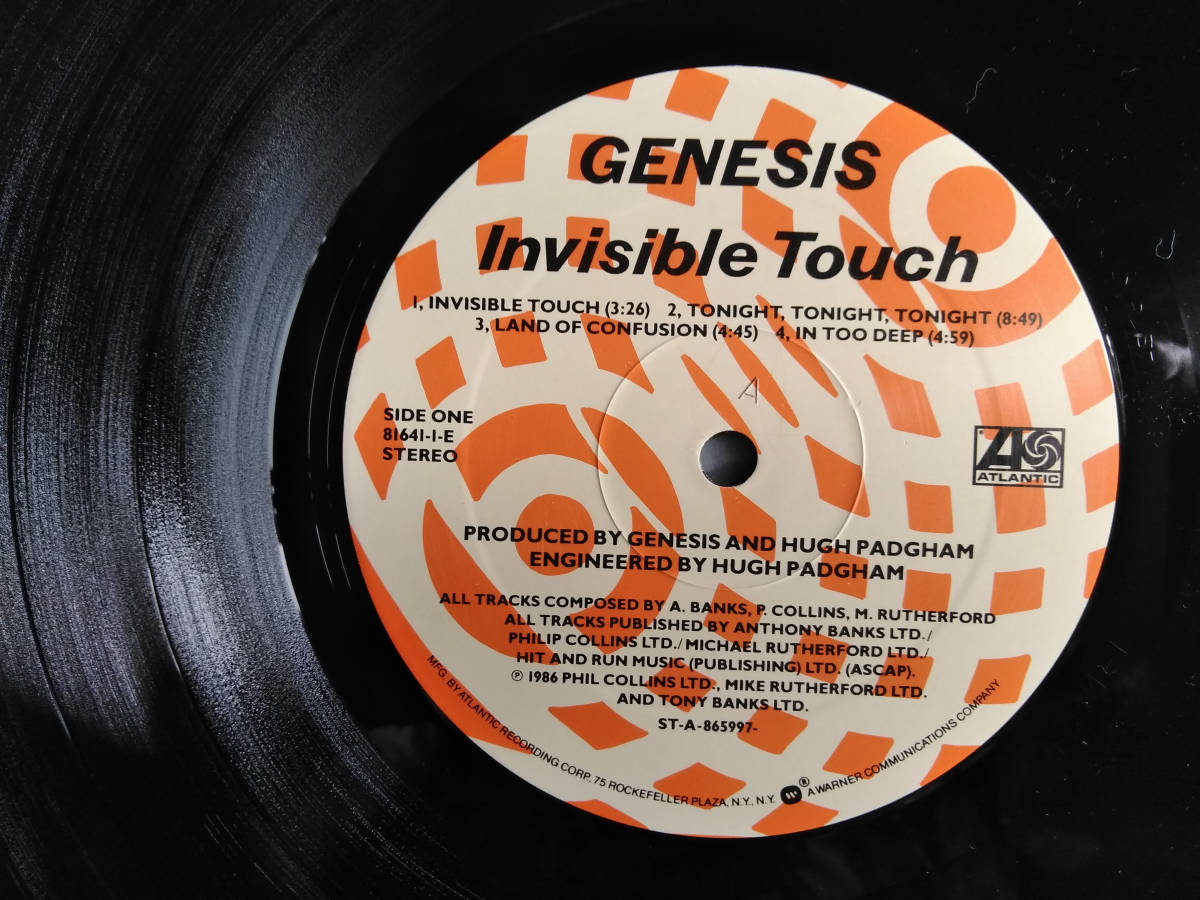 GENESIS
Invisible Touch
1, INVISIBLE TOUCH (3:26) 2, TONIGHT, TONIGHT, TONIGHT (8:49)
3, LAND OF CONFUSION (4:45) 4, IN TOO DEEP (4:59)
A
SIDE ONE
81641-1-E
STEREO
ATLANTIC
PRODUCED BY GENESIS AND HUGH PADGHAM
ENGINEERED BY HUGH PADGHAM
ALL TRACKS COMPOSED BY A. BANKS, P. COLLINS, M. RUTHERFORD
ALL TRACKS PUBLISHED BY ANTHONY BANKS LTD./
PHILIP COLLINS LTD./MICHAEL RUTHERFORD LTD./
HIT AND RUN MUSIC (PUBLISHING) LTD. (ASCAP).
℗ 1986 PHIL COLLINS LTD., MIKE RUTHERFORD LTD.
AND TONY BANKS LTD.
ST-A-865997-
MFG. BY ATLANTIC RECORDING CORP., 75 ROCKEFELLER PLAZA, N.Y., N.Y. ® A WARNER COMMUNICATIONS COMPANY